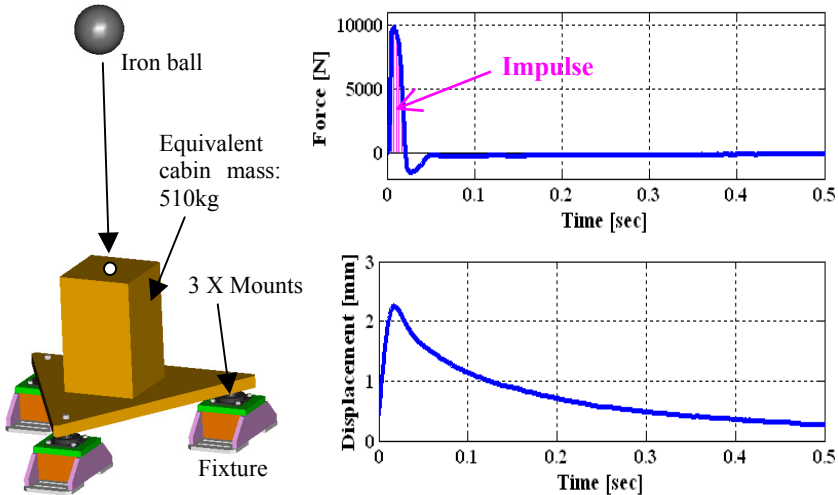 Iron ball
Equivalent
cabin mass:
510kg
3 X Mounts
Fixture
Force [N]
10000
5000
0
Impulse
0
0.1
0.2
0.3
0.4
0.5
Time [sec]
Displacement [mm]
3
2
1
0
0
0.1
0.2
0.3
0.4
0.5
Time [sec]